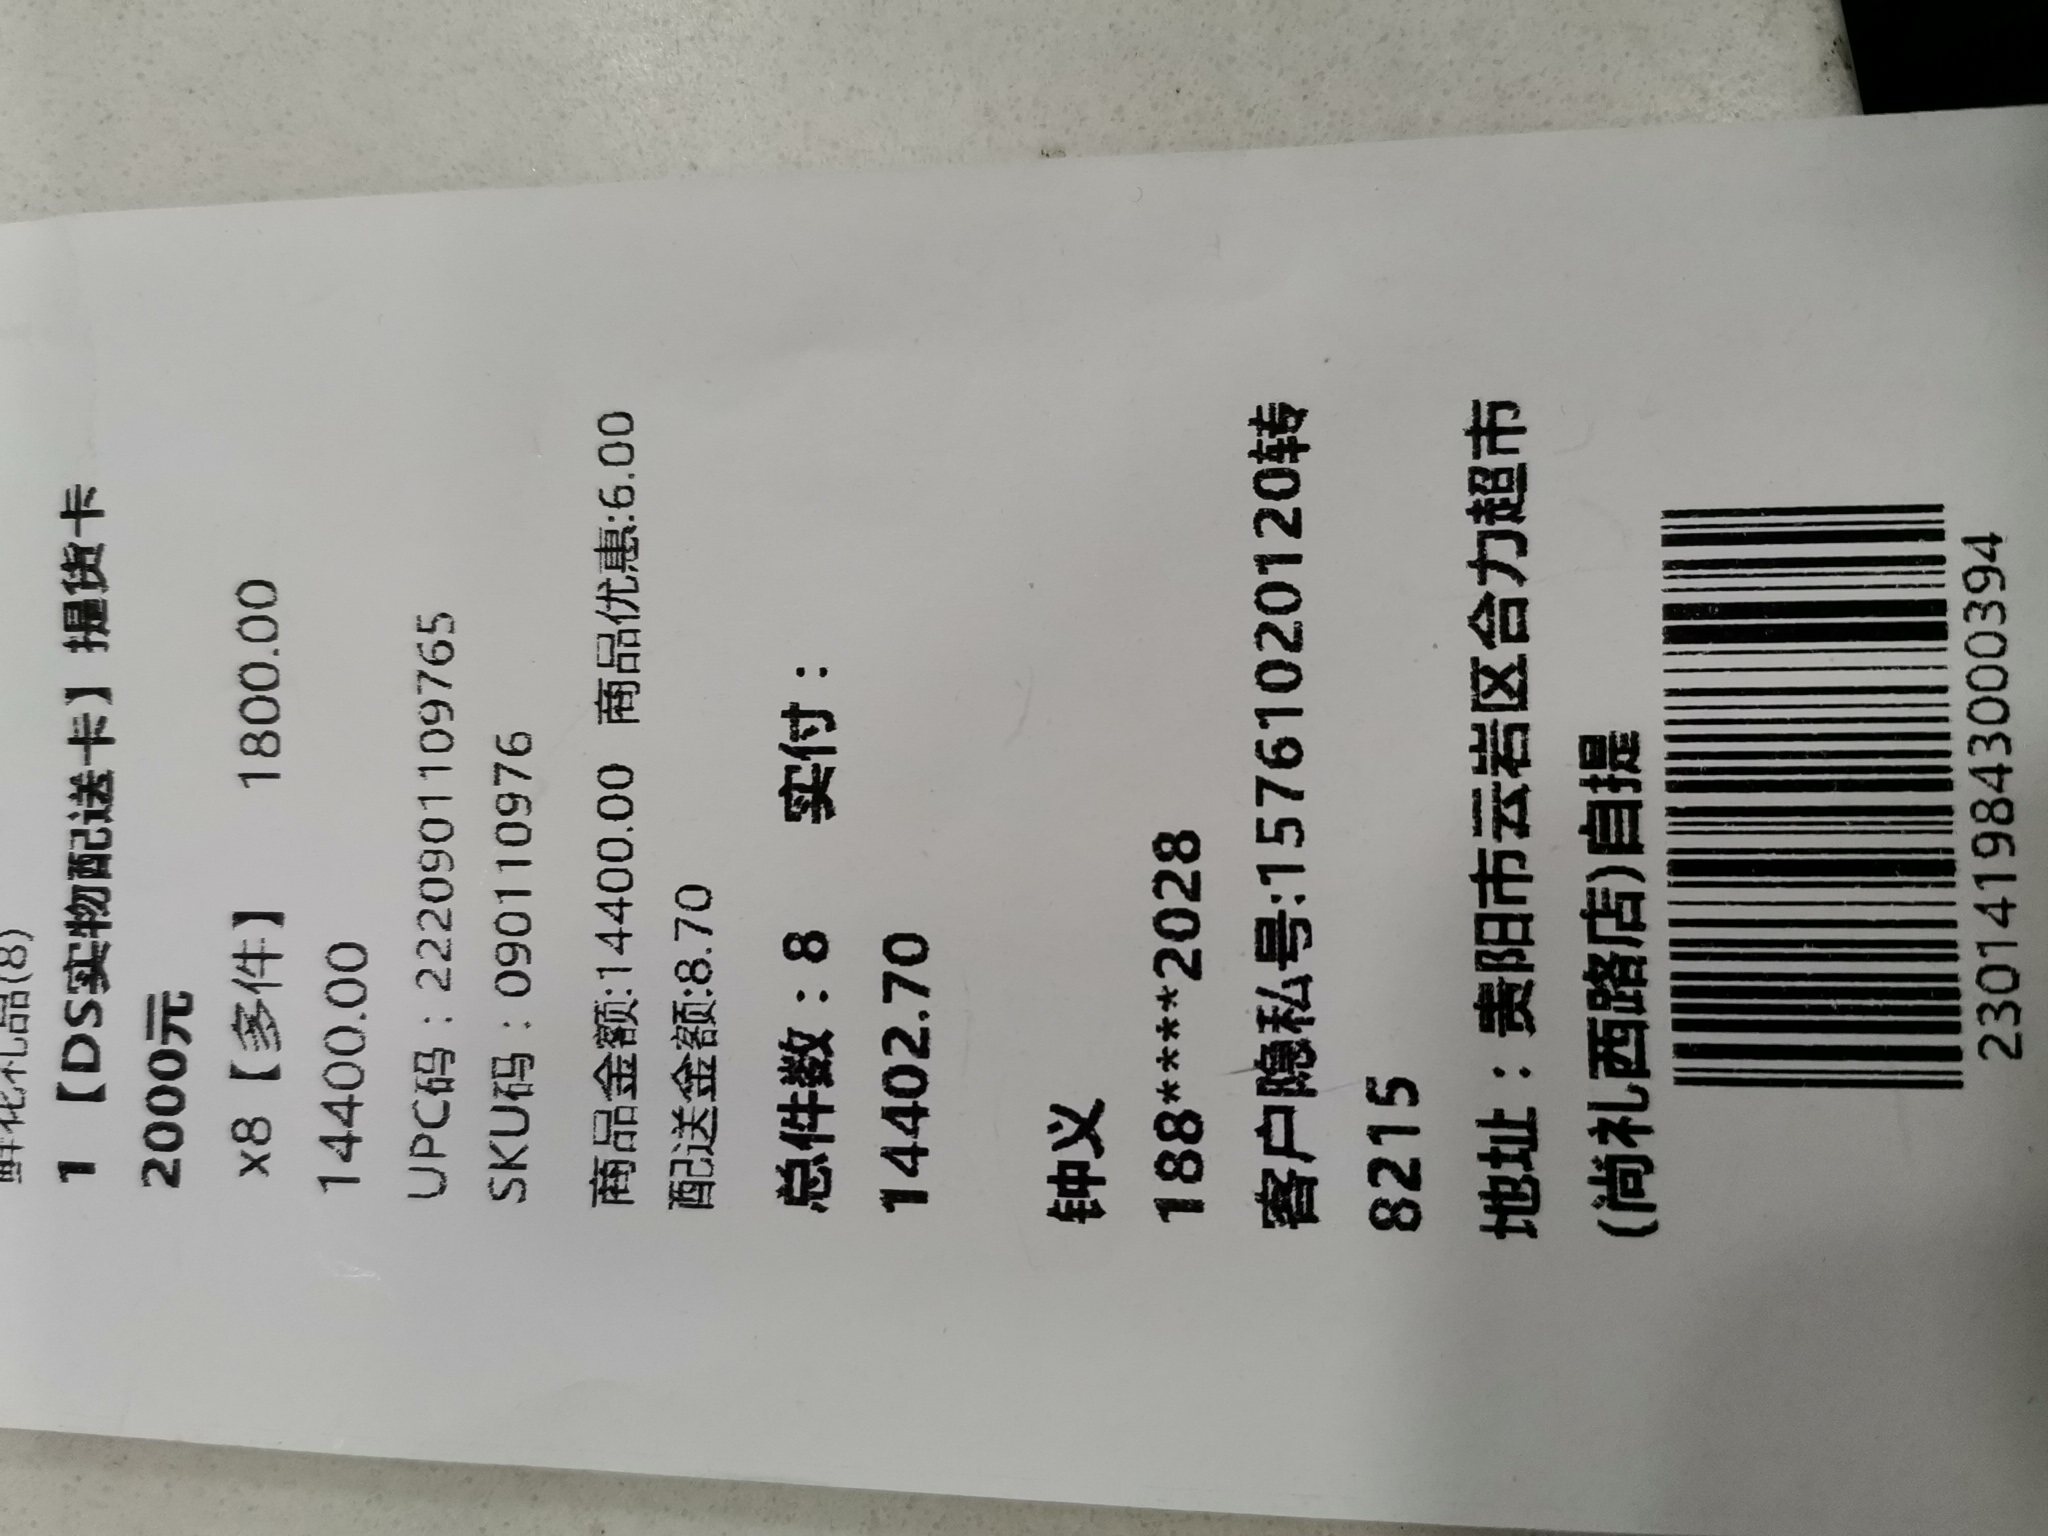 鲜花礼品(8)
1 【DS实物配送卡】提货卡
2000元
x8【多件】 1800.00
14400.00
UPC码：2220901109765
SKU码：090110976
商品金额:14400.00 商品优惠:6.00
配送金额:8.70
总件数：8 实付：
14402.70
钟义
188****2028
客户隐私号:15761020120转
8215
地址：贵阳市云岩区合力超市
(尚礼西路店)自提
2301419843000394